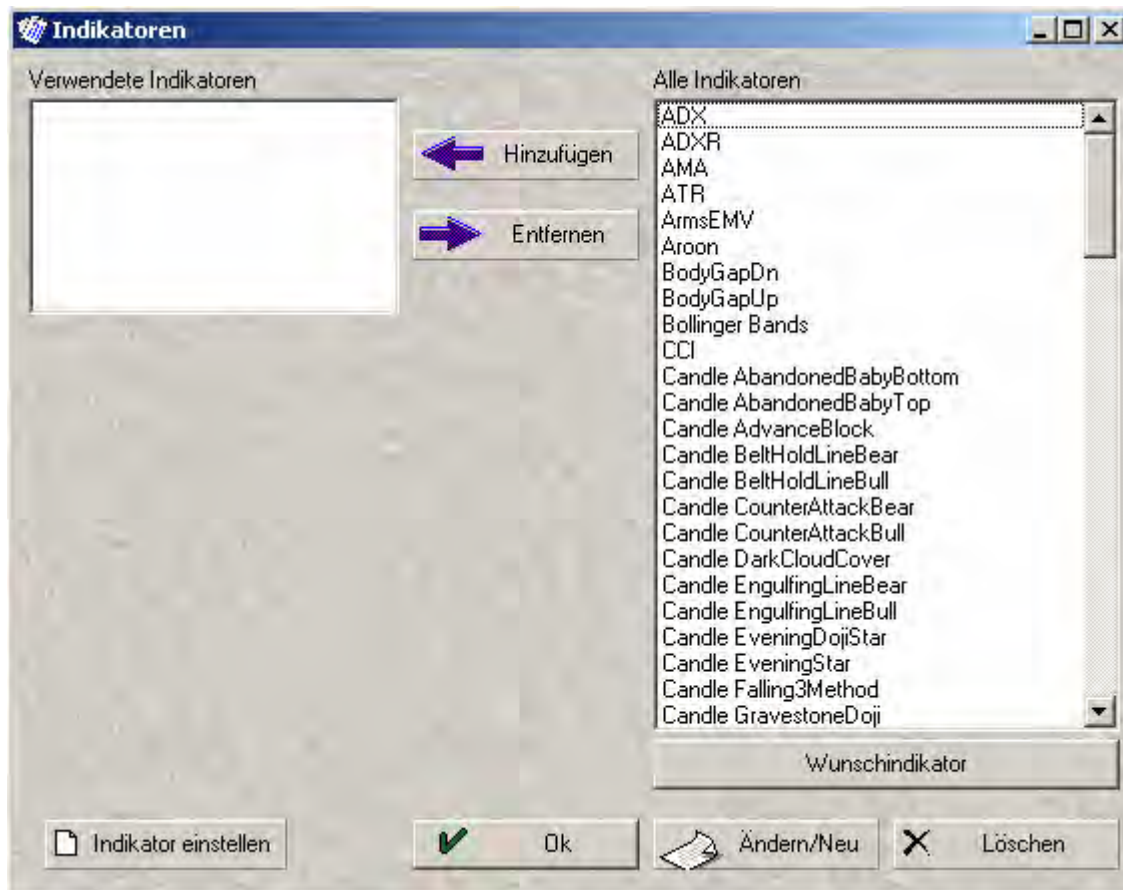 Indikatoren
Verwendete Indikatoren
Hinzufügen
Entfernen
Alle Indikatoren
ADX
ADXR
AMA
ATR
ArmsEMV
Aroon
BodyGapDn
BodyGapUp
Bollinger Bands
CCI
Candle AbandonedBabyBottom
Candle AbandonedBabyTop
Candle AdvanceBlock
Candle BeltHoldLineBear
Candle BeltHoldLineBull
Candle CounterAttackBear
Candle CounterAttackBull
Candle DarkCloudCover
Candle EngulfingLineBear
Candle EngulfingLineBull
Candle EveningDojiStar
Candle EveningStar
Candle Falling3Method
Candle GravestoneDoji
Wunschindikator
Indikator einstellen
Ok
Ändern/Neu
Löschen